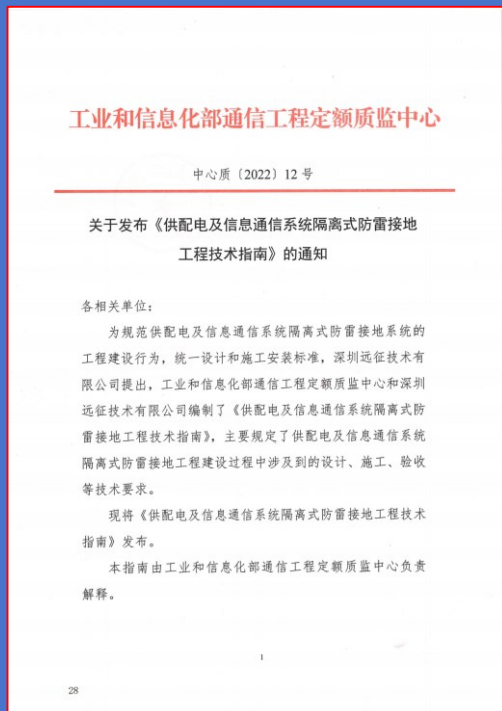 工业和信息化部通信工程定额质监中心
中心质〔2022〕12号
关于发布《供配电及信息通信系统隔离式防雷接地
工程技术指南》的通知
各相关单位：
为规范供配电及信息通信系统隔离式防雷接地系统的
工程建设行为，统一设计和施工安装标准，深圳远征技术有
限公司提出，工业和信息化部通信工程定额质监中心和深圳
远征技术有限公司编制了《供配电及信息通信系统隔离式防
雷接地工程技术指南》，主要规定了供配电及信息通信系统
隔离式防雷接地工程建设过程中涉及到的设计、施工、验收
等技术要求。
现将《供配电及信息通信系统隔离式防雷接地工程技术
指南》发布。
本指南由工业和信息化部通信工程定额质监中心负责
解释。
1
28